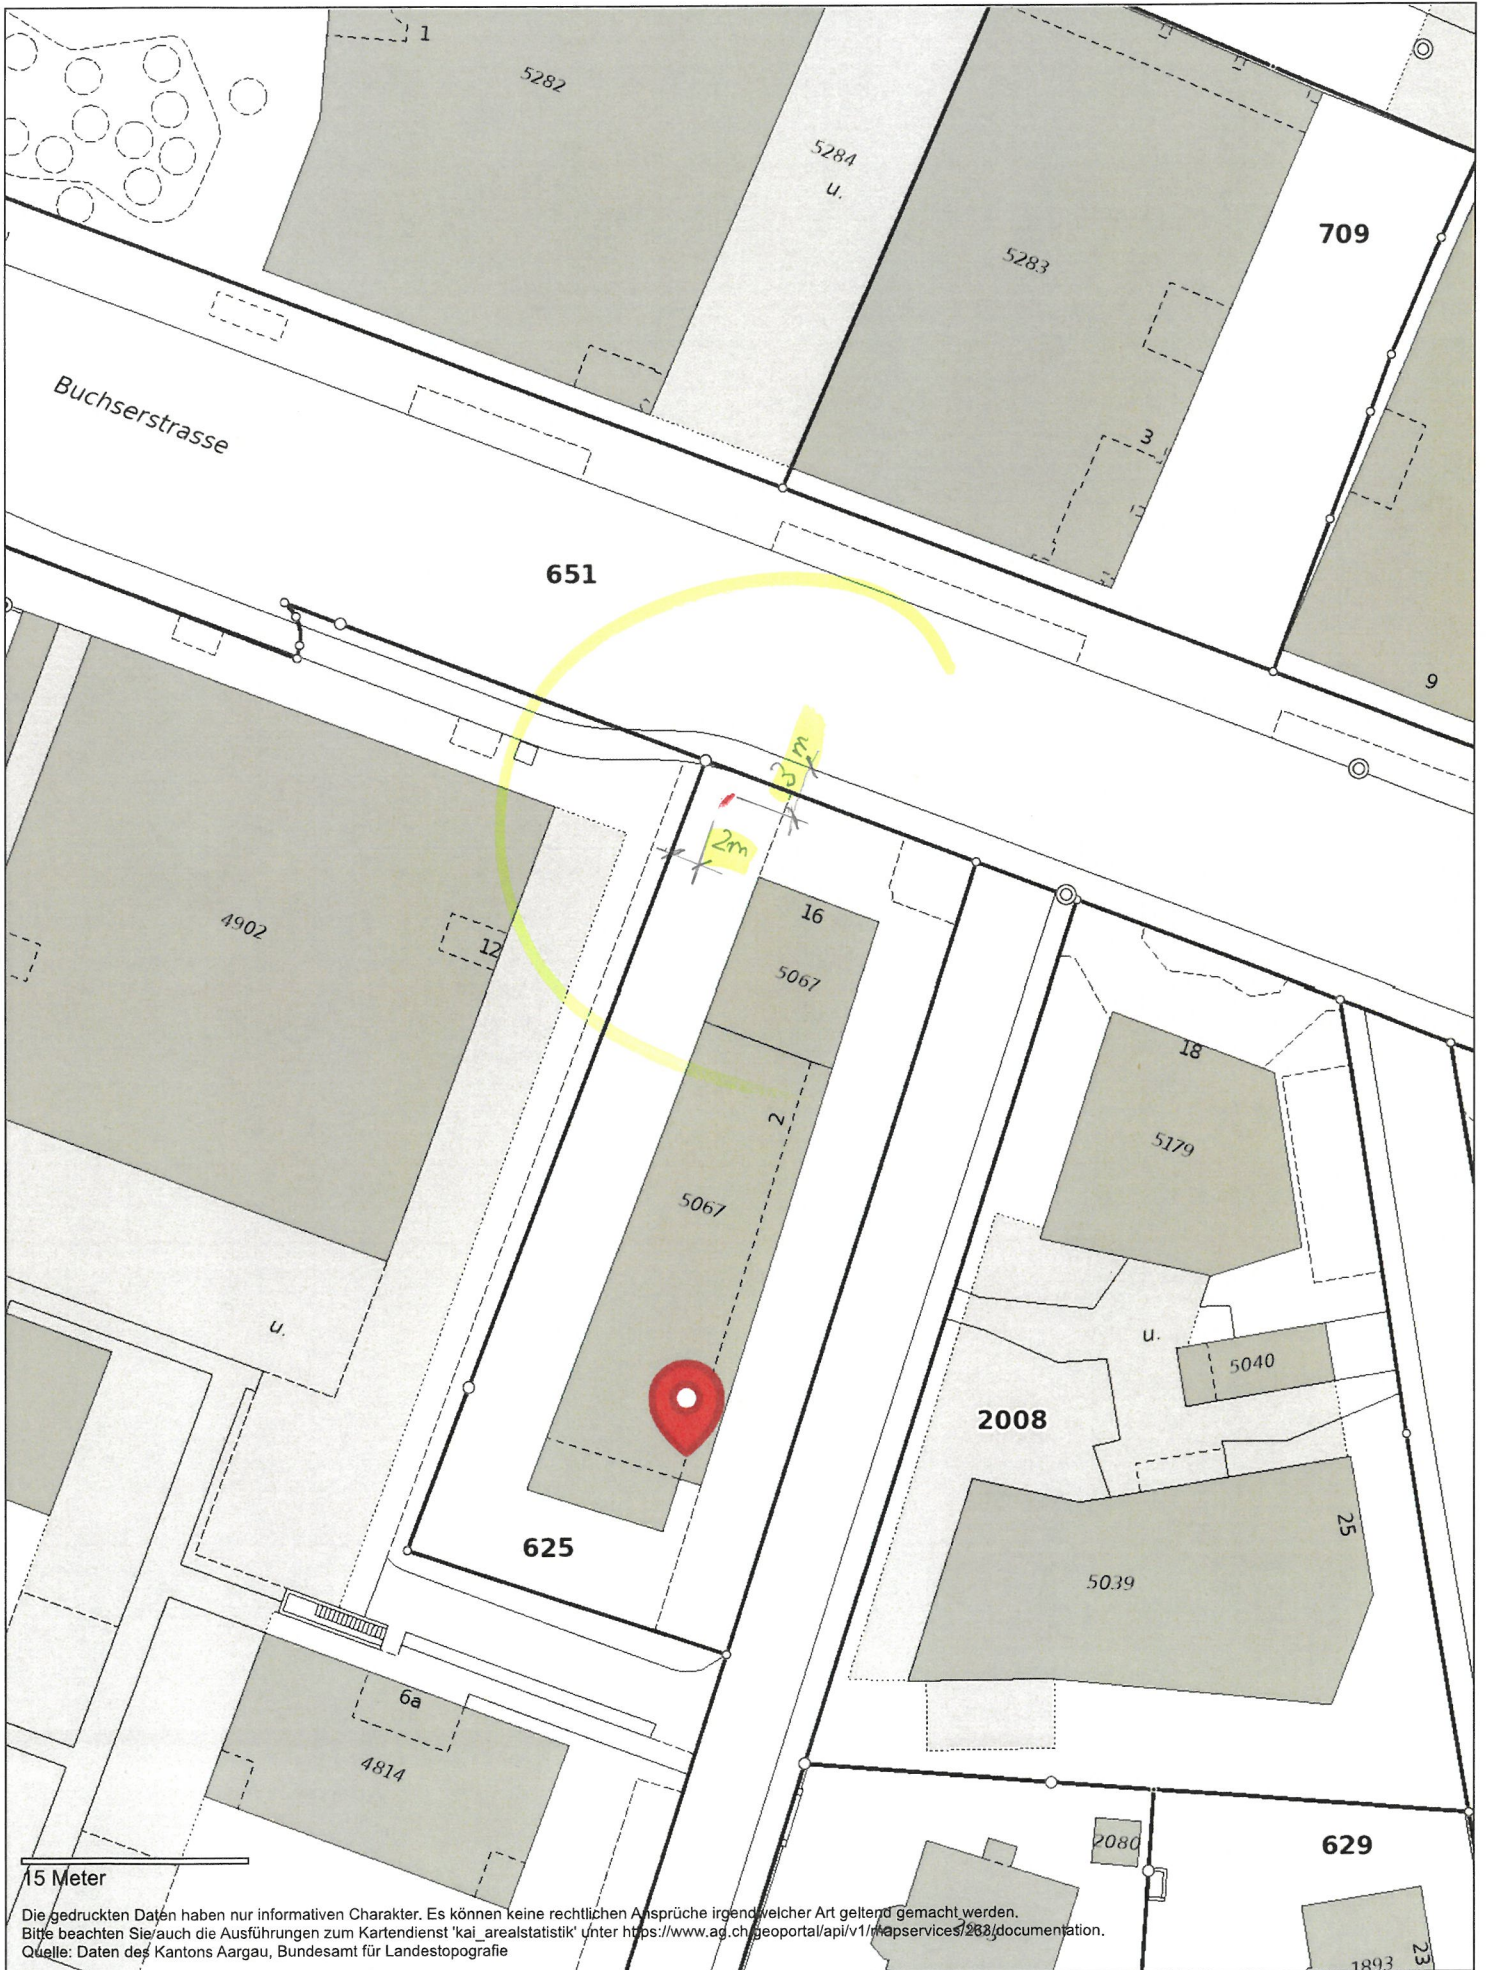 1
5282
5284
u.
709
5283
Buchserstrasse
3
651
9
3m
2m
16
4902
12
5067
18
2
5179
5067
u.
u.
5040
2008
25
625
5039
6a
4814
2080
629
15 Meter
Die gedruckten Daten haben nur informativen Charakter. Es können keine rechtlichen Ansprüche irgendwelcher Art geltend gemacht werden.
Bitte beachten Sie auch die Ausführungen zum Kartendienst 'kai_arealstatistik' unter https://www.ag.ch/geoportal/api/v1/mapservices/263/documentation.
Quelle: Daten des Kantons Aargau, Bundesamt für Landestopografie
1893
23